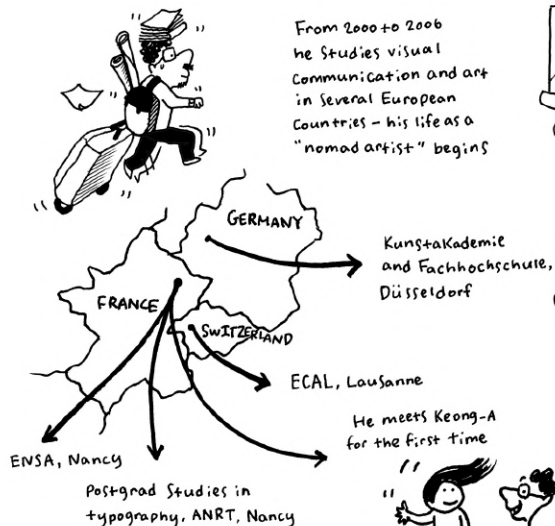 From 2000 to 2006
he studies visual
communication and art
in several European
Countries – his life as a
"nomad artist" begins
GERMANY
Kunstakademie
and Fachhochschule,
Düsseldorf
FRANCE
SWITZERLAND
ECAL, Lausanne
He meets Keong-A
for the first time
ENSA, Nancy
Postgrad Studies in
typography, ANRT, Nancy